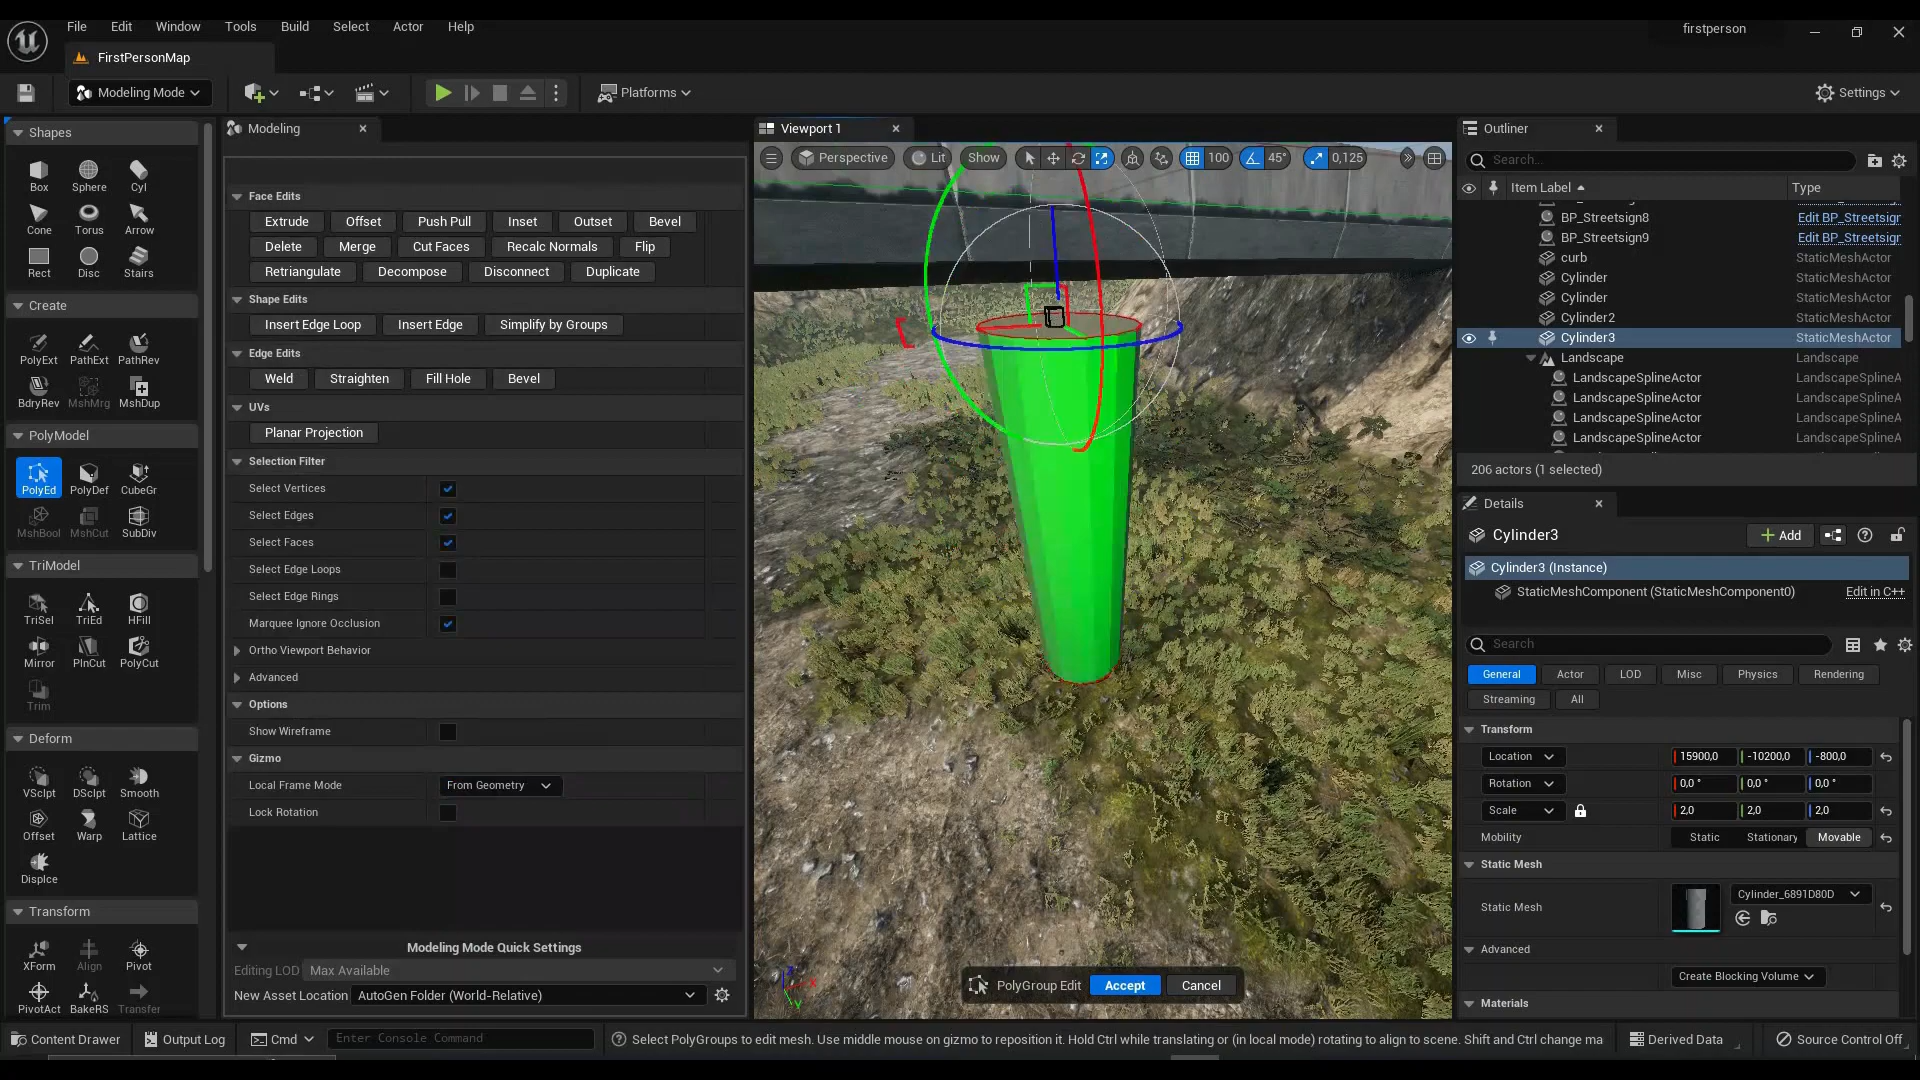 File Edit Window Tools Build Select Actor Help
firstperson
FirstPersonMap
Modeling Mode
Platforms
Settings
Shapes
Box Sphere Cyl
Cone Torus Arrow
Rect Disc Stairs
Create
PolyExt PathExt PathRev
BdryRev MshMrg MshDup
PolyModel
PolyEd PolyDef CubeGr
MshBool MshCut SubDiv
TriModel
TriSel TriEd HFill
Mirror PlnCut PolyCut
Trim
Deform
VSclpt DSclpt Smooth
Offset Warp Lattice
Displce
Transform
XForm Align Pivot
PivotAct BakeRS Transfer
Modeling
Face Edits
Extrude Offset Push Pull Inset Outset Bevel
Delete Merge Cut Faces Recalc Normals Flip
Retriangulate Decompose Disconnect Duplicate
Shape Edits
Insert Edge Loop Insert Edge Simplify by Groups
Edge Edits
Weld Straighten Fill Hole Bevel
UVs
Planar Projection
Selection Filter
Select Vertices
Select Edges
Select Faces
Select Edge Loops
Select Edge Rings
Marquee Ignore Occlusion
Ortho Viewport Behavior
Advanced
Options
Show Wireframe
Gizmo
Local Frame Mode From Geometry
Lock Rotation
Modeling Mode Quick Settings
Editing LOD Max Available
New Asset Location AutoGen Folder (World-Relative)
Viewport 1
Perspective Lit Show 100 45° 0,125
Z
X
Y
PolyGroup Edit Accept Cancel
Outliner
Search...
Item Label Type
BP_Streetsign8 Edit BP_Streetsigr
BP_Streetsign9 Edit BP_Streetsigr
curb StaticMeshActor
Cylinder StaticMeshActor
Cylinder StaticMeshActor
Cylinder2 StaticMeshActor
Cylinder3 StaticMeshActor
Landscape Landscape
LandscapeSplineActor LandscapeSplineA
LandscapeSplineActor LandscapeSplineA
LandscapeSplineActor LandscapeSplineA
LandscapeSplineActor LandscapeSplineA
206 actors (1 selected)
Details
Cylinder3 Add
Cylinder3 (Instance)
StaticMeshComponent (StaticMeshComponent0) Edit in C++
Search
General Actor LOD Misc Physics Rendering
Streaming All
Transform
Location 15900,0 -10200,0 -800,0
Rotation 0,0 ° 0,0 ° 0,0 °
Scale 2,0 2,0 2,0
Mobility Static Stationary Movable
Static Mesh
Static Mesh Cylinder_6891D80D
Advanced
Create Blocking Volume
Materials
Content Drawer Output Log Cmd Enter Console Command Select PolyGroups to edit mesh. Use middle mouse on gizmo to reposition it. Hold Ctrl while translating or (in local mode) rotating to align to scene. Shift and Ctrl change ma Derived Data Source Control Off